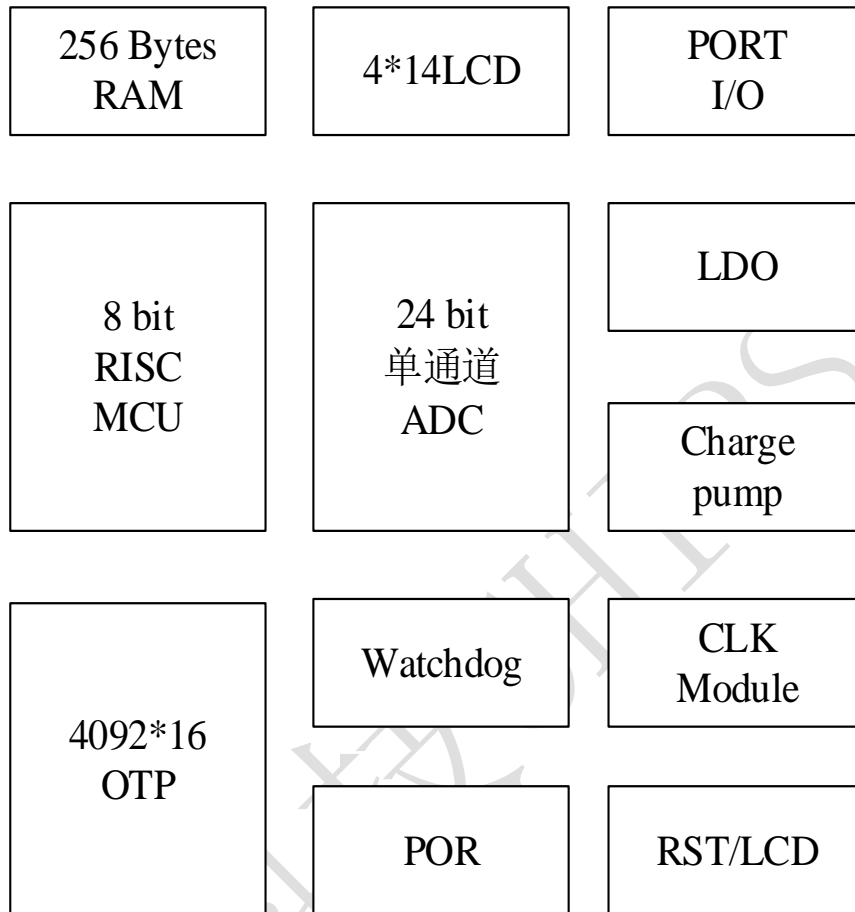 256 Bytes
RAM
4*14LCD
PORT
I/O
8 bit
RISC
MCU
24 bit
单通道
ADC
LDO
Charge
pump
4092*16
OTP
Watchdog
CLK
Module
POR
RST/LCD